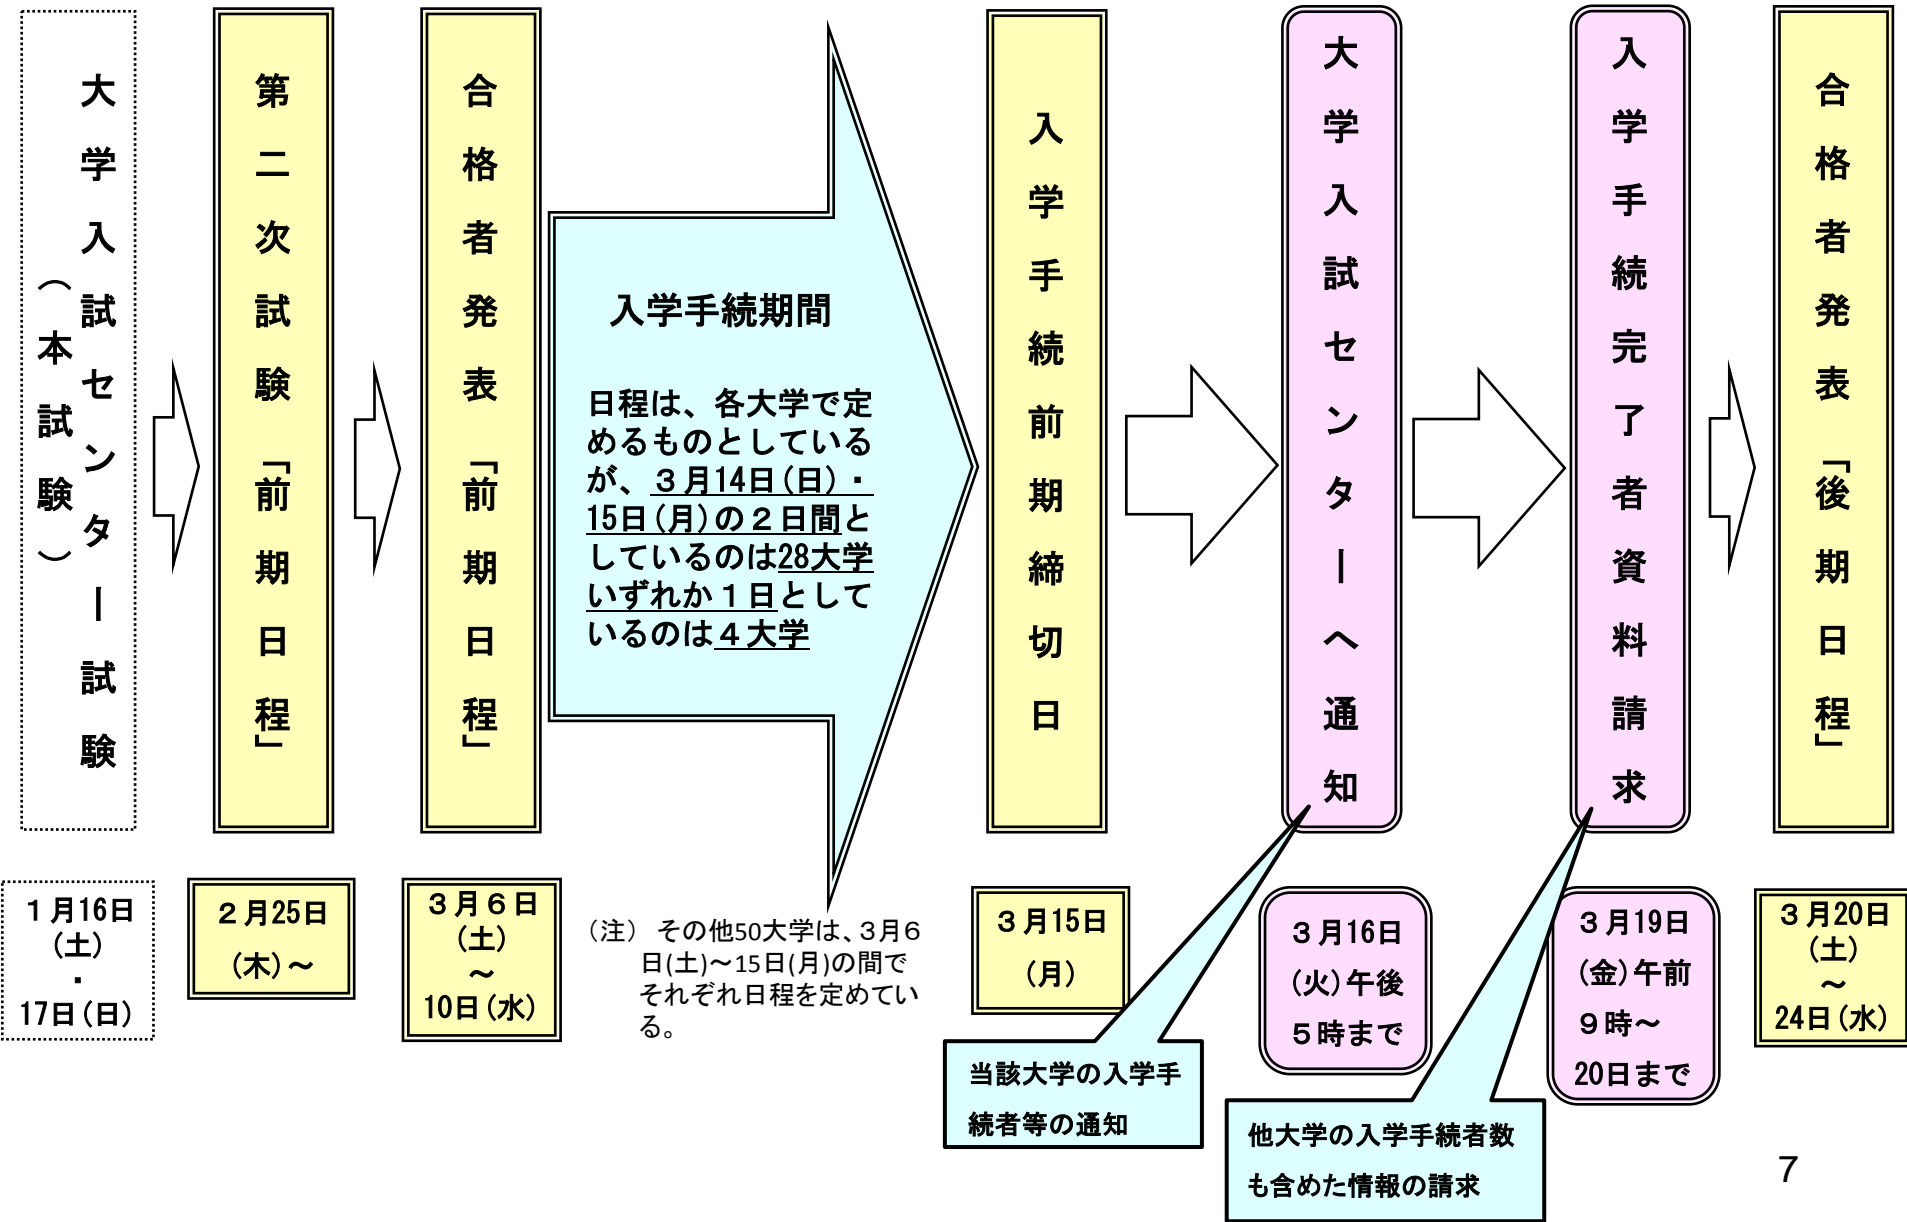 大学入試センター試験
（本試験）
第二次試験「前期日程」
合格者発表「前期日程」
入学手続期間
日程は、各大学で定
めるものとしている
が、３月14日(日)・
15日(月)の２日間と
しているのは28大学
いずれか１日として
いるのは４大学
入学手続前期締切日
大学入試センターへ通知
入学手続完了者資料請求
合格者発表「後期日程」
１月16日
(土)
・
17日(日)
２月25日
(木)～
３月６日
(土)
～
10日(水)
（注） その他50大学は、３月６
日(土)～15日(月)の間で
それぞれ日程を定めてい
る。
３月15日
(月)
３月16日
(火)午後
５時まで
３月19日
(金)午前
９時～
20日まで
３月20日
(土)
～
24日(水)
当該大学の入学手
続者等の通知
他大学の入学手続者数
も含めた情報の請求
7